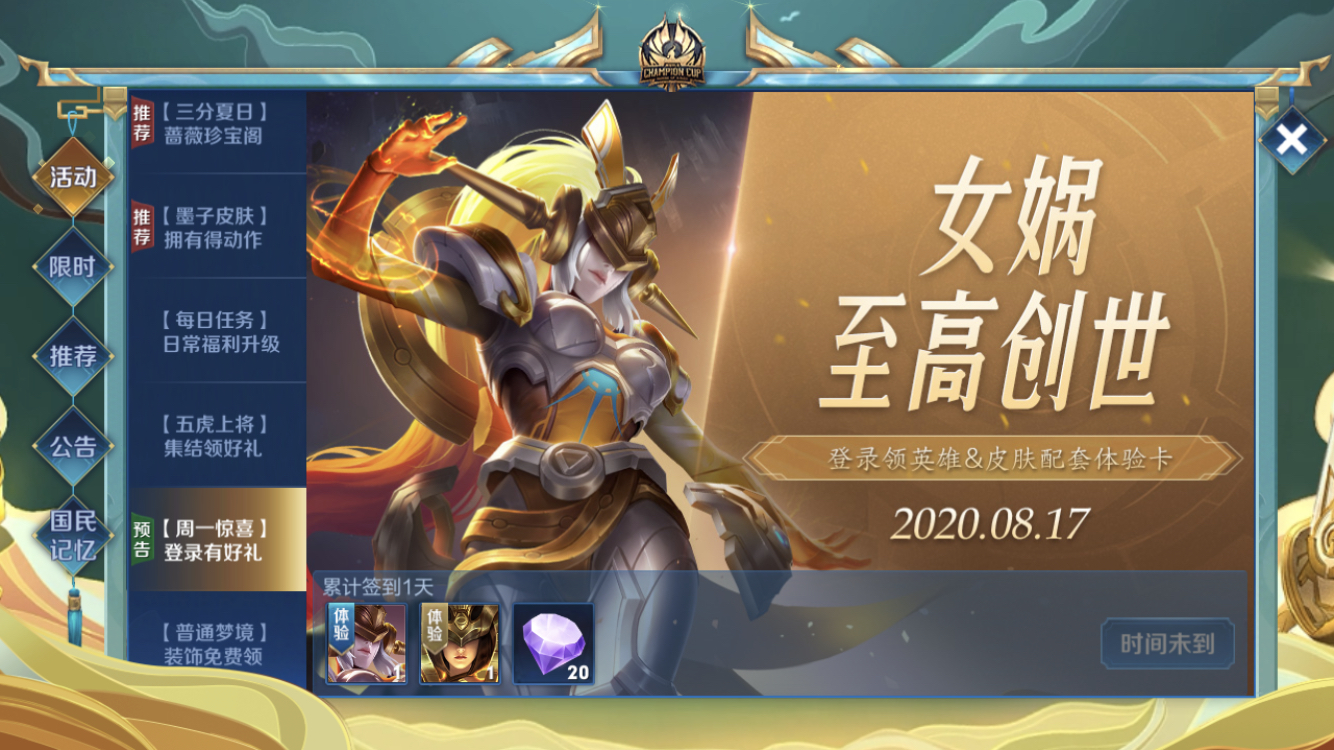 CHAMPION CUP
活动
限时
推荐
公告
国民
记忆
推荐
【三分夏日】
蔷薇珍宝阁
推荐
【墨子皮肤】
拥有得动作
【每日任务】
日常福利升级
【五虎上将】
集结领好礼
预告
【周一惊喜】
登录有好礼
【普通梦境】
装饰免费领
女娲
至高创世
登录领英雄&皮肤配套体验卡
2020.08.17
累计签到1天
体验
1
体验
1
20
时间未到